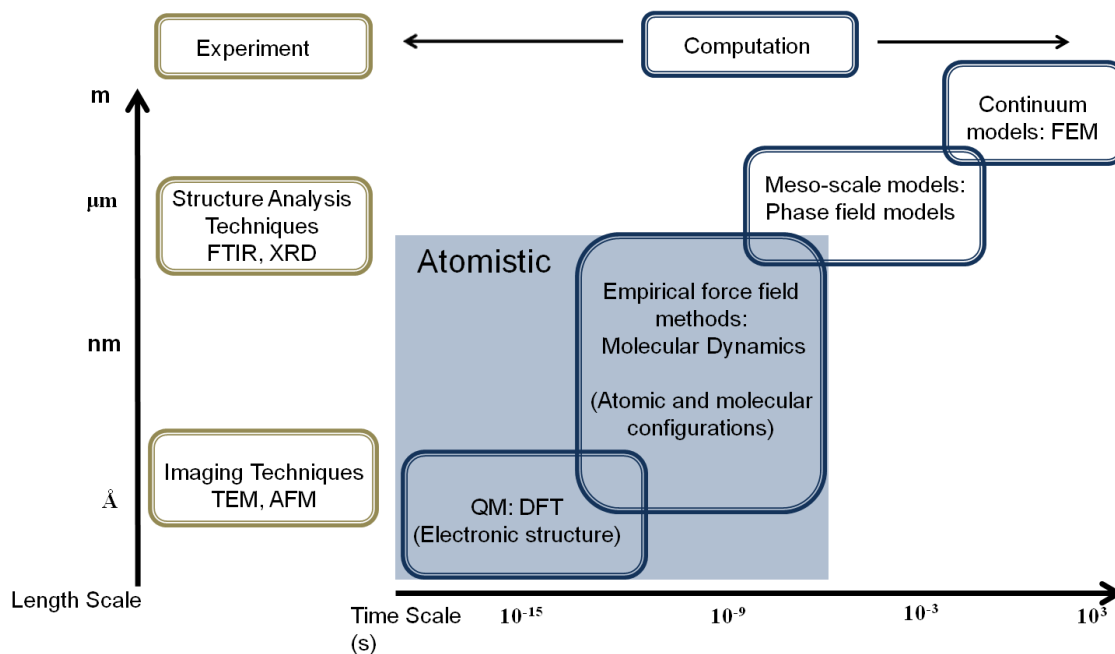 Experiment
Computation
m
Continuum
models: FEM
Structure Analysis
Techniques
FTIR, XRD
μm
Meso-scale models:
Phase field models
Atomistic
Empirical force field
methods:
Molecular Dynamics
(Atomic and molecular
configurations)
nm
Imaging Techniques
TEM, AFM
Å
QM: DFT
(Electronic structure)
Length Scale
Time Scale
(s)
10⁻¹⁵
10⁻⁹
10⁻³
10³